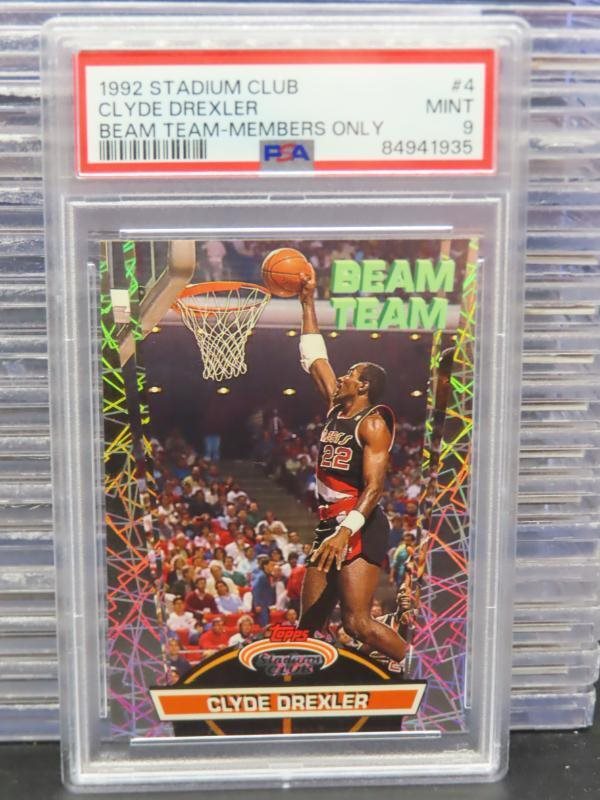 1992 STADIUM CLUB #4
CLYDE DREXLER MINT
BEAM TEAM-MEMBERS ONLY 9
PSA 84941935
BEAM
TEAM
22
Topps
Stadium
CLUB
CLYDE DREXLER